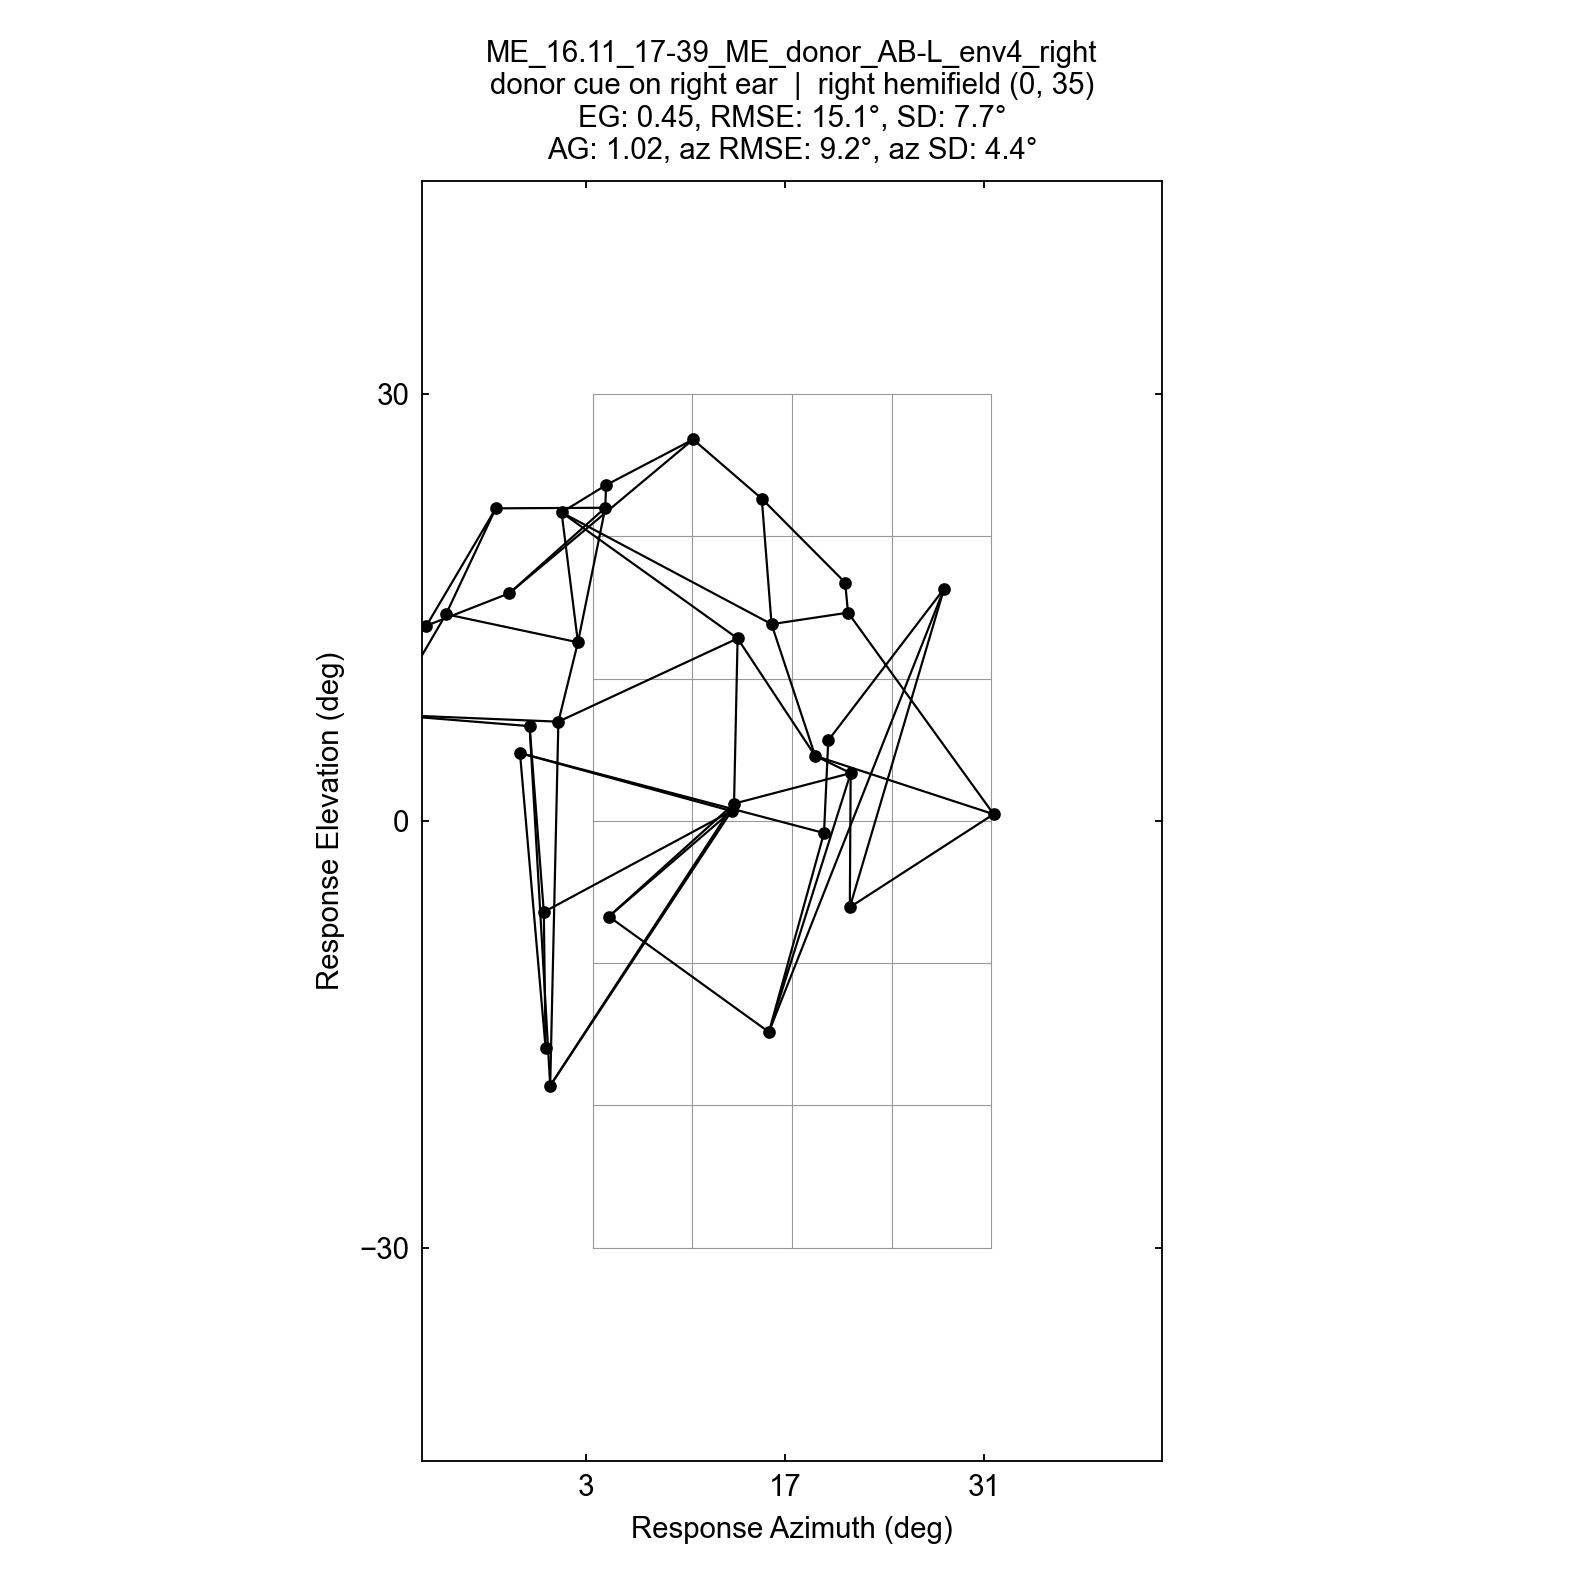 ME_16.11_17-39_ME_donor_AB-L_env4_right
donor cue on right ear | right hemifield (0, 35)
EG: 0.45, RMSE: 15.1°, SD: 7.7°
AG: 1.02, az RMSE: 9.2°, az SD: 4.4°
30
0
−30
Response Elevation (deg)
3 17 31
Response Azimuth (deg)